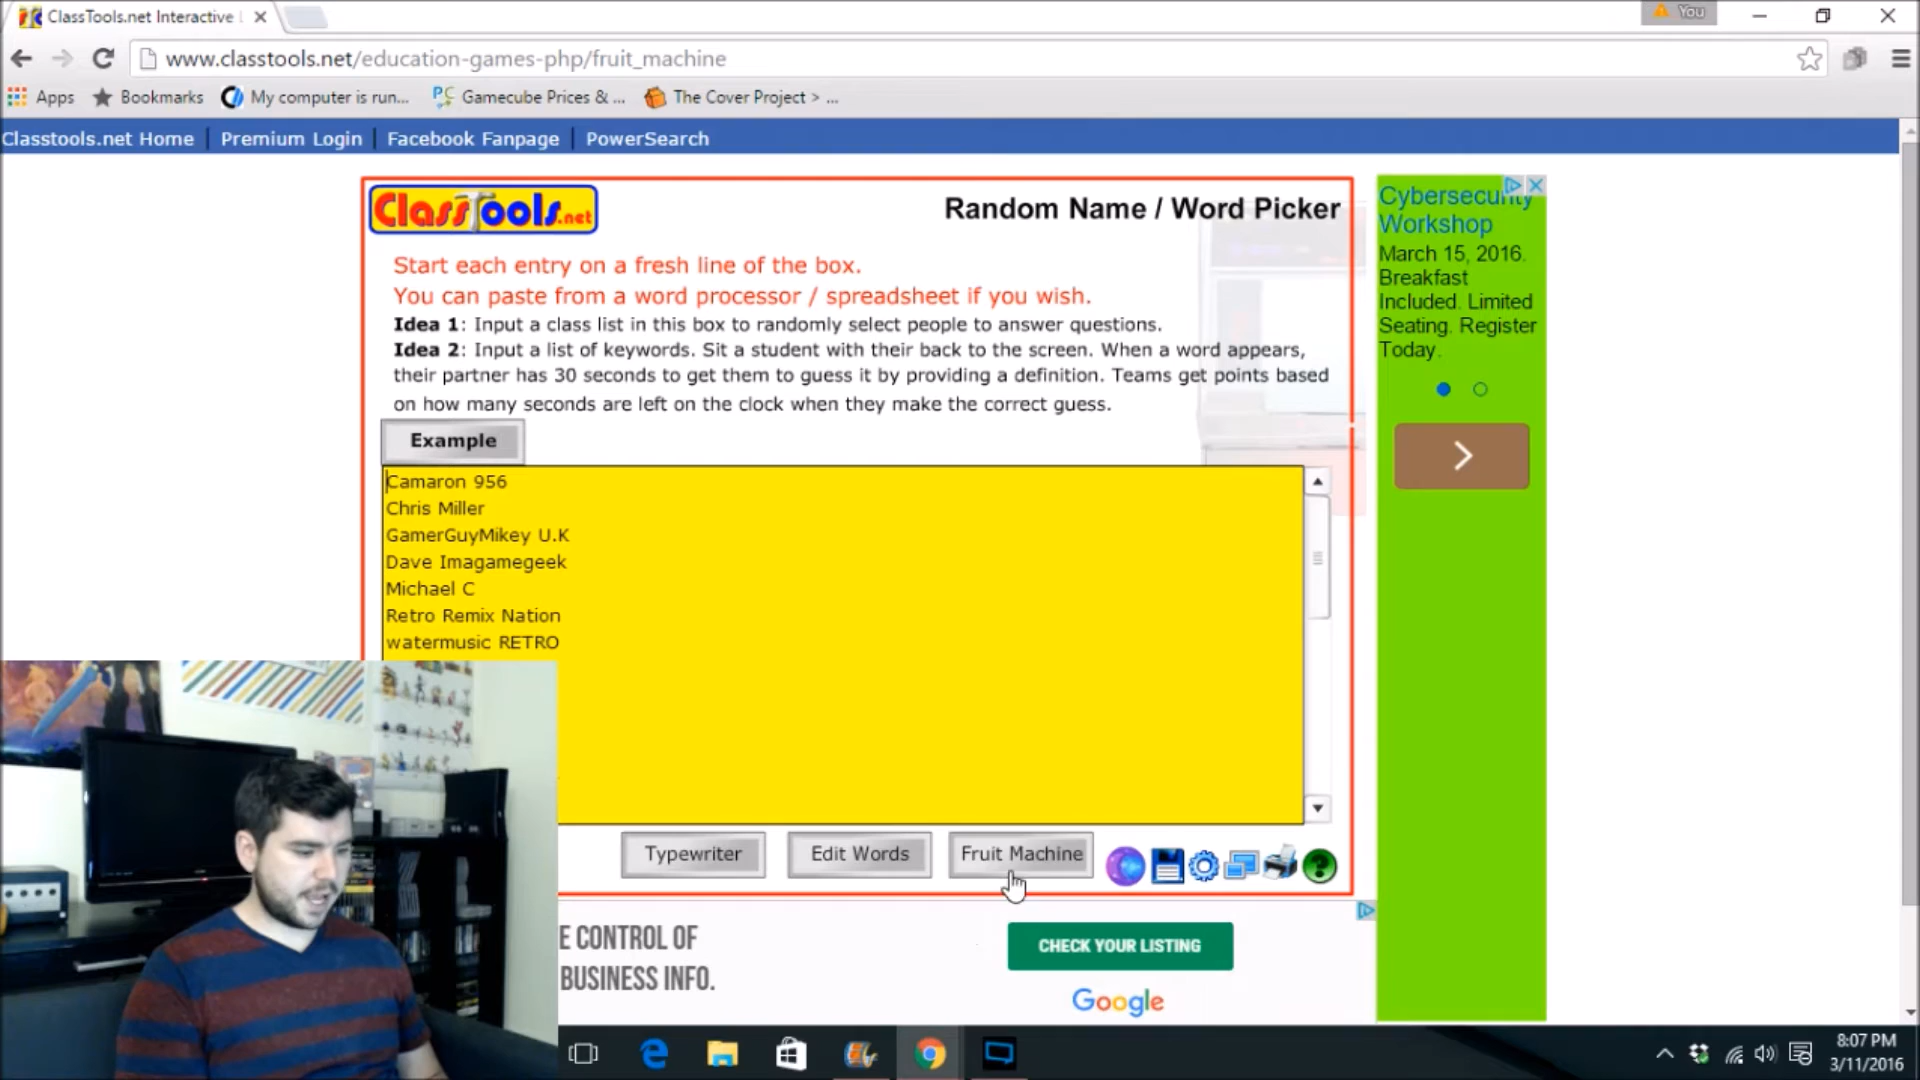 ClassTools.net Interactive
You
www.classtools.net/education-games-php/fruit_machine
Apps
Bookmarks
My computer is run...
Gamecube Prices & ...
The Cover Project > ...
Classtools.net Home
Premium Login
Facebook Fanpage
PowerSearch
ClassTools.net
Random Name / Word Picker
Start each entry on a fresh line of the box.
You can paste from a word processor / spreadsheet if you wish.
Idea 1: Input a class list in this box to randomly select people to answer questions.
Idea 2: Input a list of keywords. Sit a student with their back to the screen. When a word appears,
their partner has 30 seconds to get them to guess it by providing a definition. Teams get points based
on how many seconds are left on the clock when they make the correct guess.
Example
Camaron 956
Chris Miller
GamerGuyMikey U.K
Dave Imagamegeek
Michael C
Retro Remix Nation
watermusic RETRO
Typewriter
Edit Words
Fruit Machine
Cybersecurity
Workshop
March 15, 2016.
Breakfast
Included. Limited
Seating. Register
Today.
E CONTROL OF
BUSINESS INFO.
CHECK YOUR LISTING
Google
8:07 PM
3/11/2016